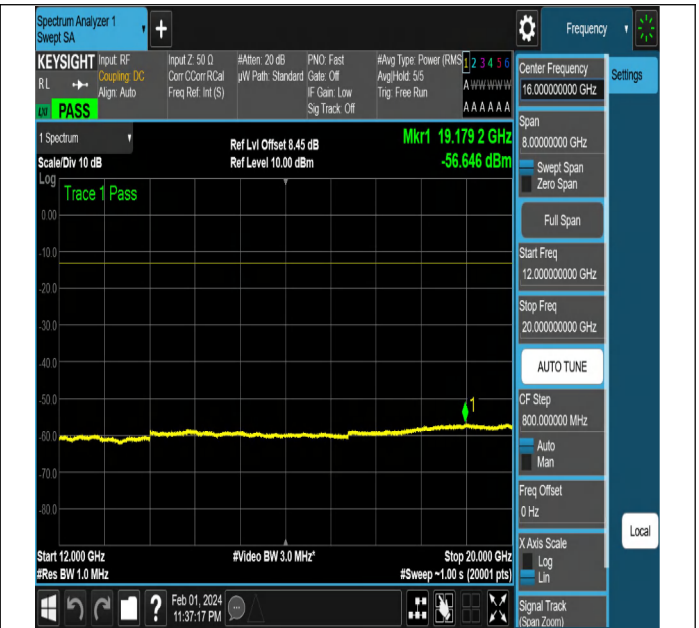 Spectrum Analyzer 1
Swept SA
+
Frequency
KEYSIGHT
RL
Input: RF
Coupling: DC
Align: Auto
Input Z: 50 Ω
Corr CCorr RCal
Freq Ref: Int (S)
#Atten: 20 dB
µW Path: Standard
PNO: Fast
Gate: Off
IF Gain: Low
Sig Track: Off
#Avg Type: Power (RMS
Avg|Hold: 5/5
Trig: Free Run
1 2 3 4 5 6
A W W W W W
A A A A A A
PASS
1 Spectrum
Scale/Div 10 dB
Ref Lvl Offset 8.45 dB
Ref Level 10.00 dBm
Mkr1 19.179 2 GHz
-56.646 dBm
Log
Trace 1 Pass
0.00
-10.0
-20.0
-30.0
-40.0
-50.0
-60.0
-70.0
-80.0
1
Start 12.000 GHz
#Res BW 1.0 MHz
#Video BW 3.0 MHz*
Stop 20.000 GHz
#Sweep ~1.00 s (20001 pts)
?
Feb 01, 2024
11:37:17 PM
Center Frequency
16.000000000 GHz
Settings
Span
8.00000000 GHz
Swept Span
Zero Span
Full Span
Start Freq
12.000000000 GHz
Stop Freq
20.000000000 GHz
AUTO TUNE
CF Step
800.000000 MHz
Auto
Man
Freq Offset
0 Hz
X Axis Scale
Log
Lin
Local
Signal Track
(Span Zoom)